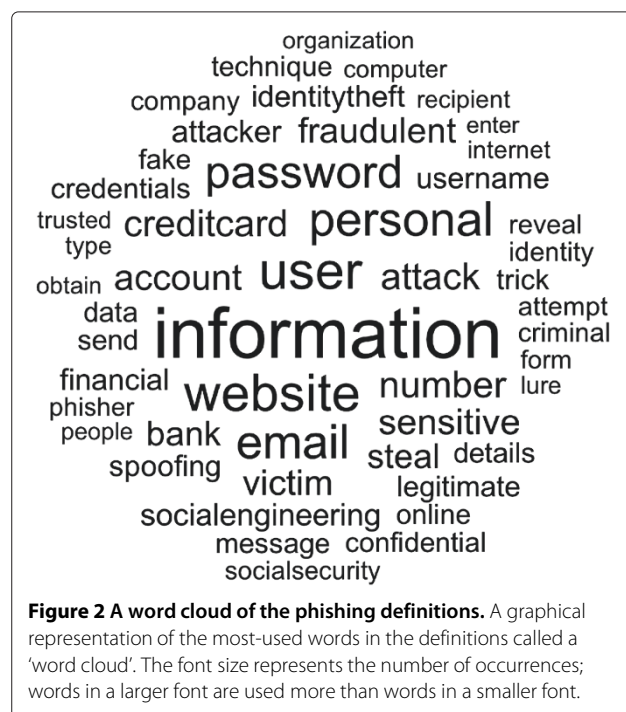 organization
technique computer
company identitytheft recipient
attacker fraudulent enter
fake internet
credentials password username
trusted creditcard personal reveal
type identity
obtain account user attack trick
data information attempt
send criminal
financial website number form
phisher lure
people bank email sensitive
spoofing steal details
victim legitimate
socialengineering online
message confidential
socialsecurity
Figure 2 A word cloud of the phishing definitions. A graphical
representation of the most-used words in the definitions called a
‘word cloud’. The font size represents the number of occurrences;
words in a larger font are used more than words in a smaller font.